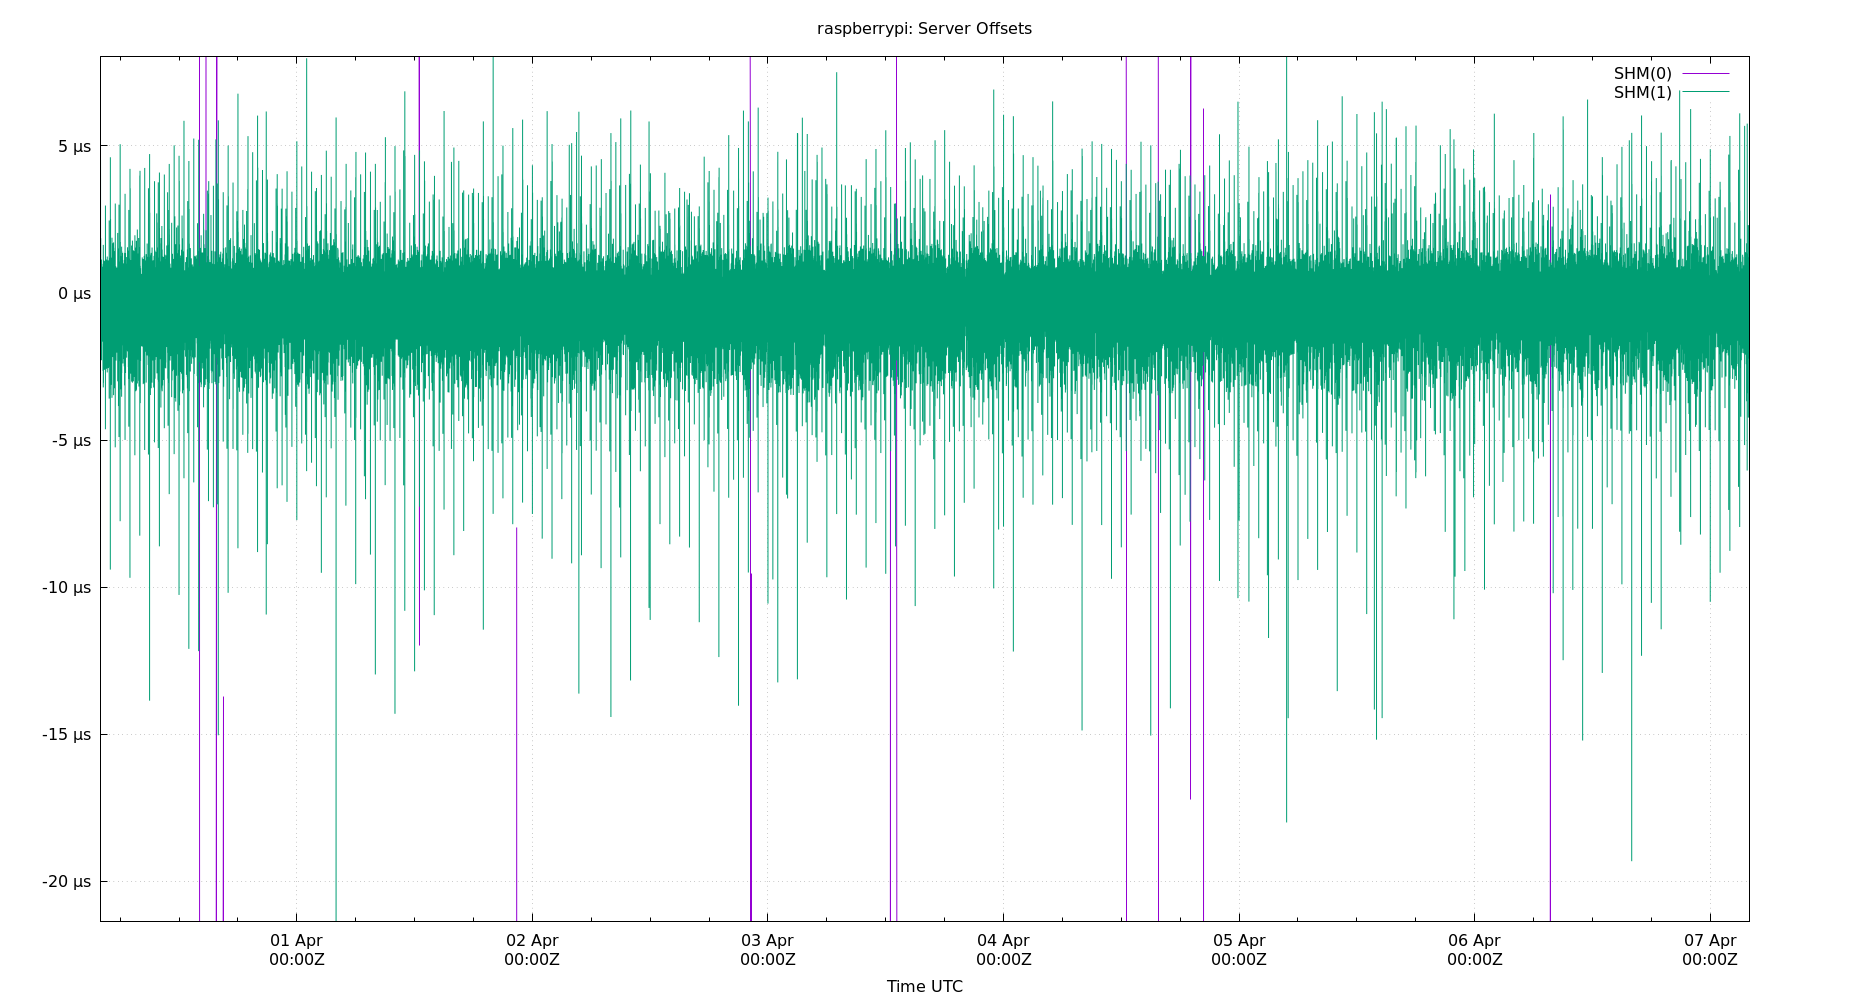 raspberrypi: Server Offsets
SHM(0)
SHM(1)
5 µs
0 µs
-5 µs
-10 µs
-15 µs
-20 µs
01 Apr 02 Apr 03 Apr 04 Apr 05 Apr 06 Apr 07 Apr
00:00Z 00:00Z 00:00Z 00:00Z 00:00Z 00:00Z 00:00Z
Time UTC